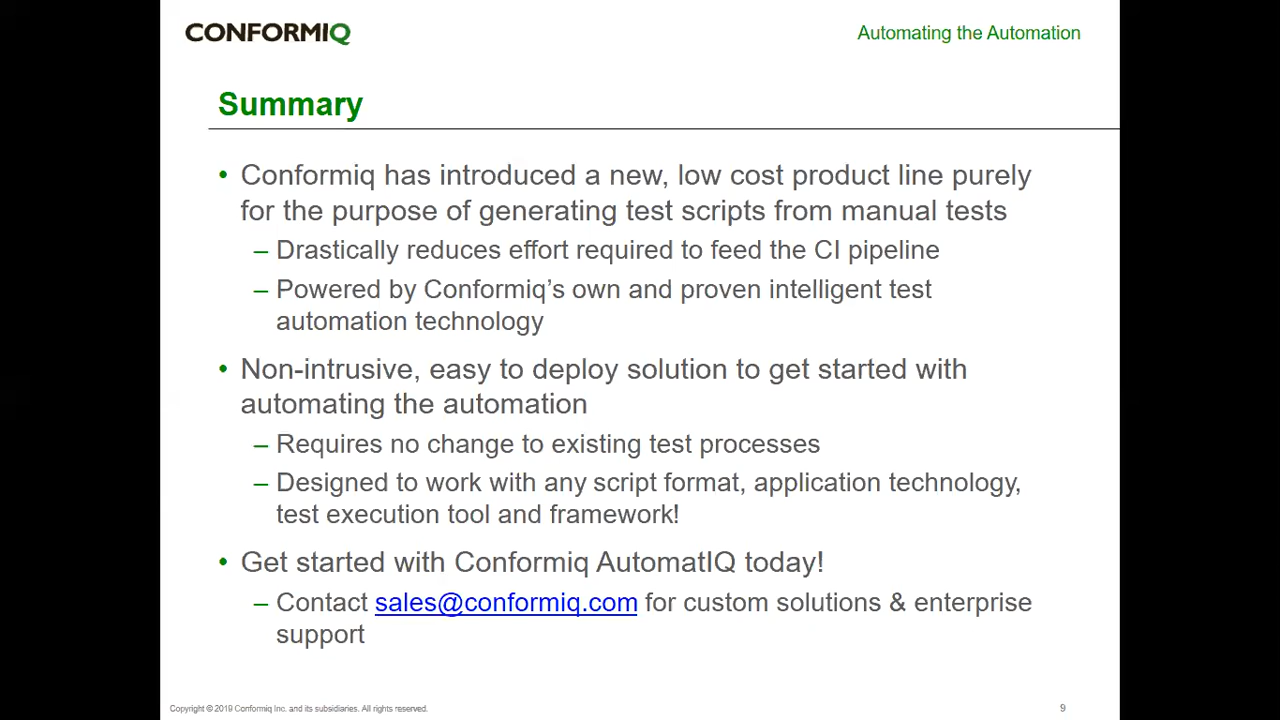 CONFORMIQ
Automating the Automation
Summary
• Conformiq has introduced a new, low cost product line purely
for the purpose of generating test scripts from manual tests
– Drastically reduces effort required to feed the CI pipeline
– Powered by Conformiq’s own and proven intelligent test
automation technology
• Non-intrusive, easy to deploy solution to get started with
automating the automation
– Requires no change to existing test processes
– Designed to work with any script format, application technology,
test execution tool and framework!
• Get started with Conformiq AutomatIQ today!
– Contact sales@conformiq.com for custom solutions & enterprise
support
Copyright © 2019 Conformiq Inc. and its subsidiaries. All rights reserved.
9